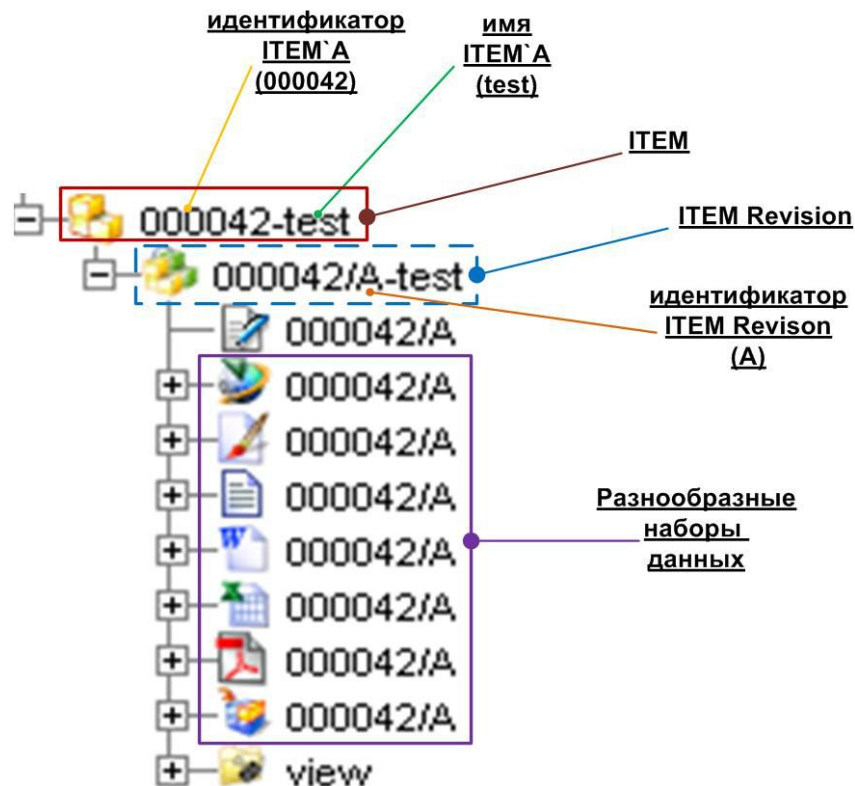 идентификатор
ITEM`A
(000042)
имя
ITEM`A
(test)
ITEM
000042-test
ITEM Revision
000042/A-test
идентификатор
ITEM Revison
(A)
000042/A
000042/A
000042/A
000042/A
000042/A
000042/A
000042/A
000042/A
Разнообразные
наборы
данных
view